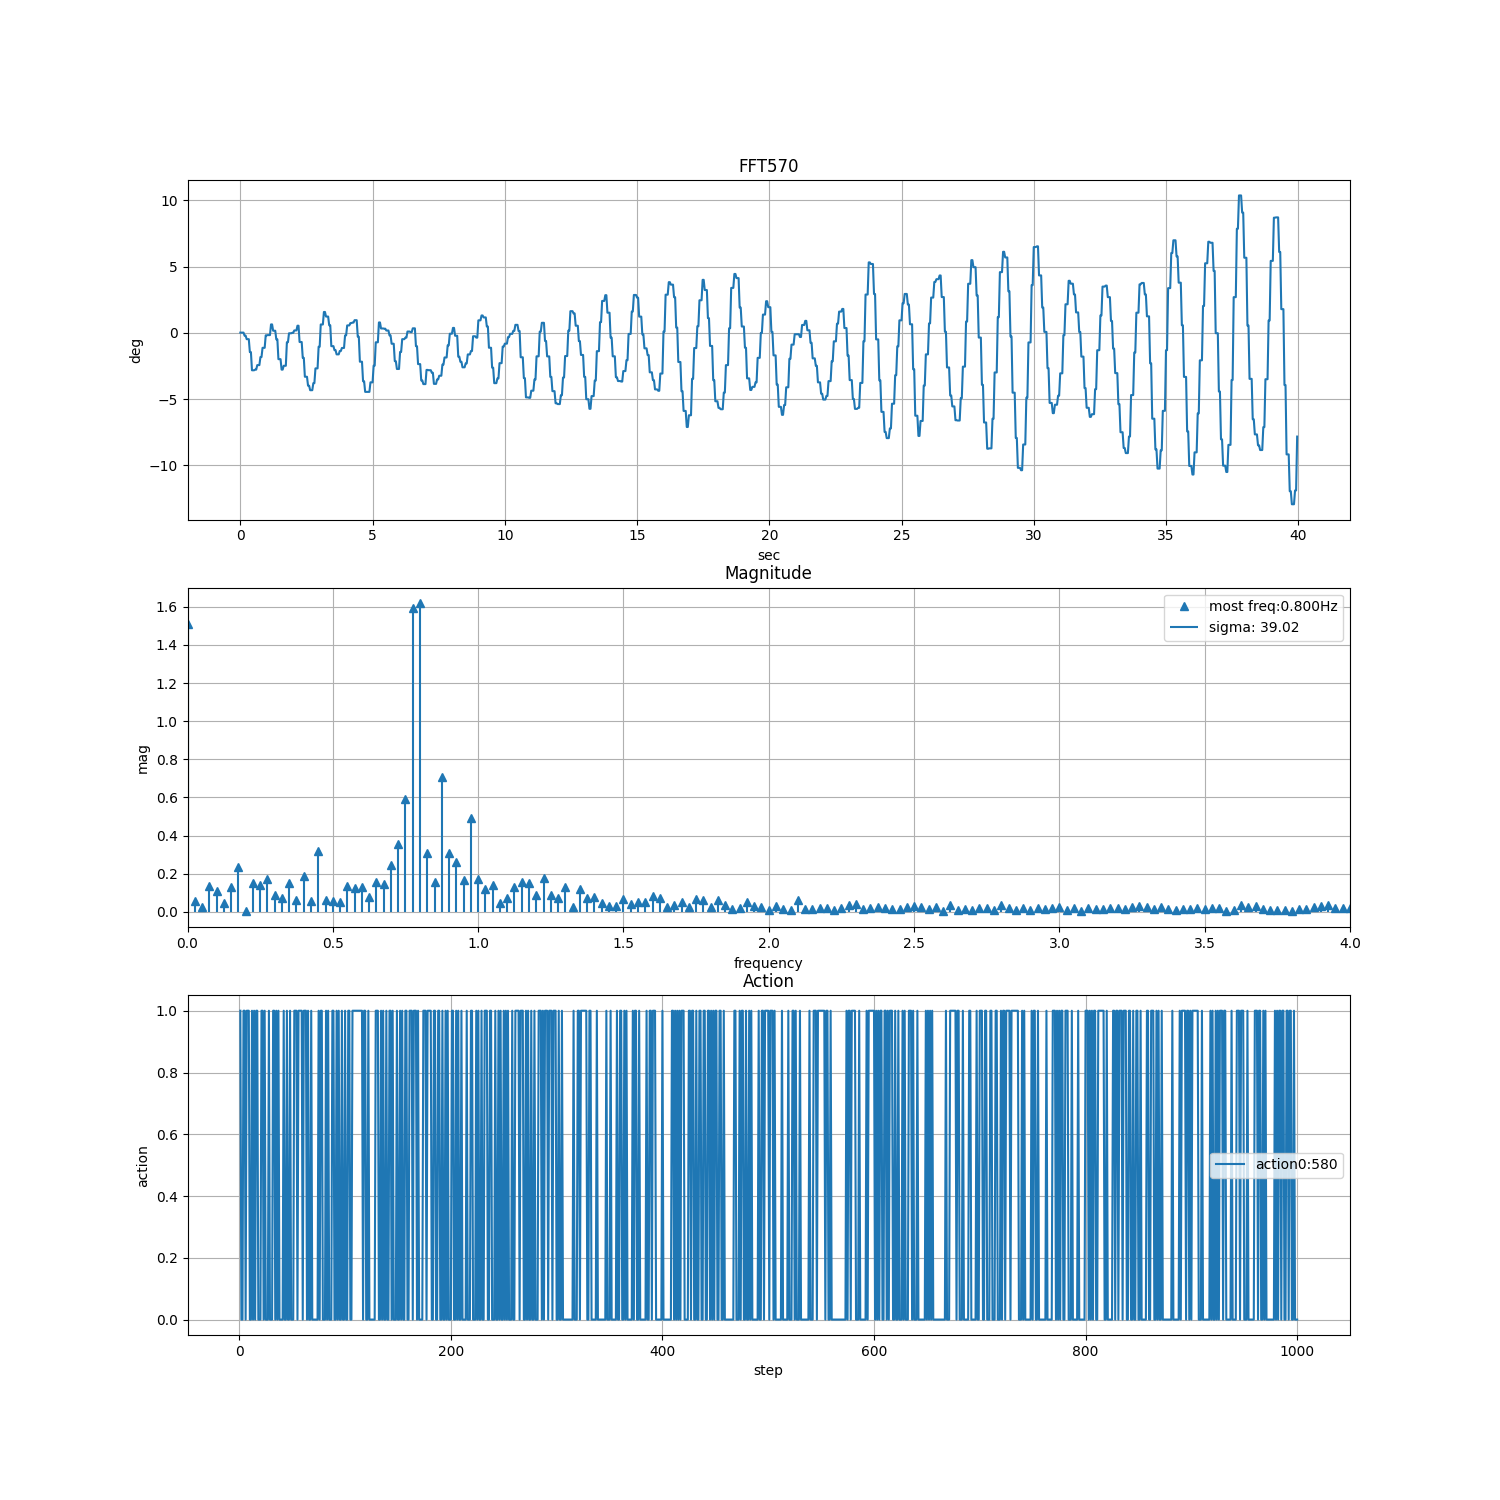 FFT570
10
5
0
−5
−10
deg
0 5 10 15 20 25 30 35 40
sec
Magnitude
most freq:0.800Hz
sigma: 39.02
1.6
1.4
1.2
1.0
0.8
0.6
0.4
0.2
0.0
mag
0.0 0.5 1.0 1.5 2.0 2.5 3.0 3.5 4.0
frequency
Action
1.0
0.8
0.6
0.4
0.2
0.0
action
action0:580
0 200 400 600 800 1000
step